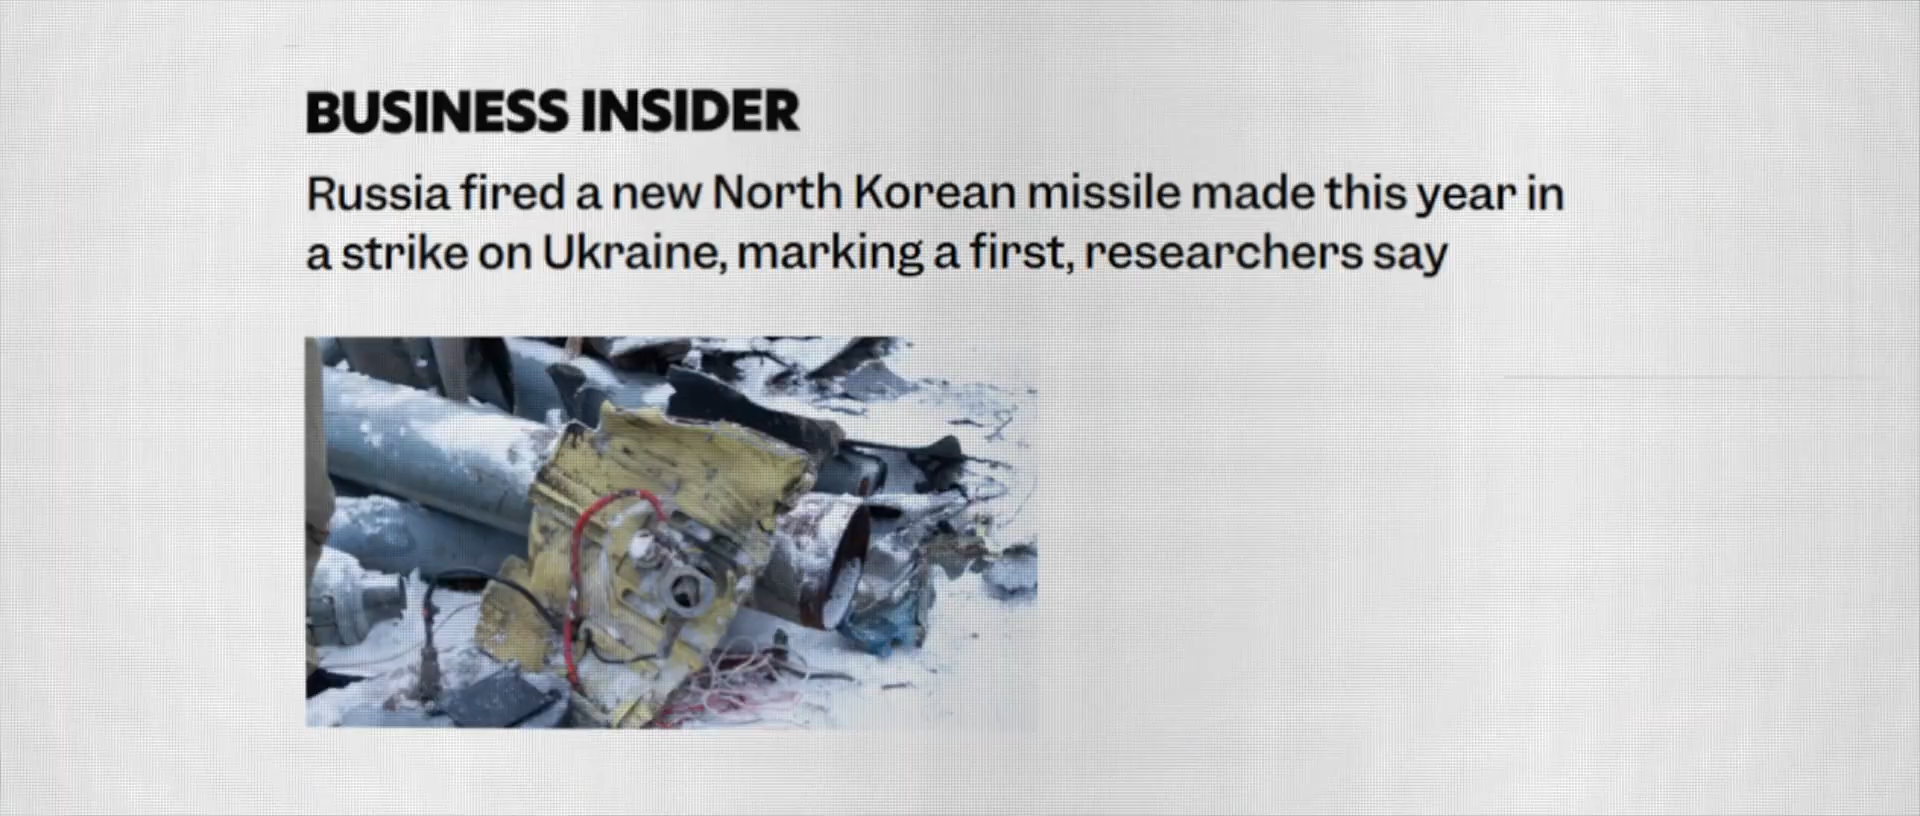 BUSINESS INSIDER
Russia fired a new North Korean missile made this year in
a strike on Ukraine, marking a first, researchers say